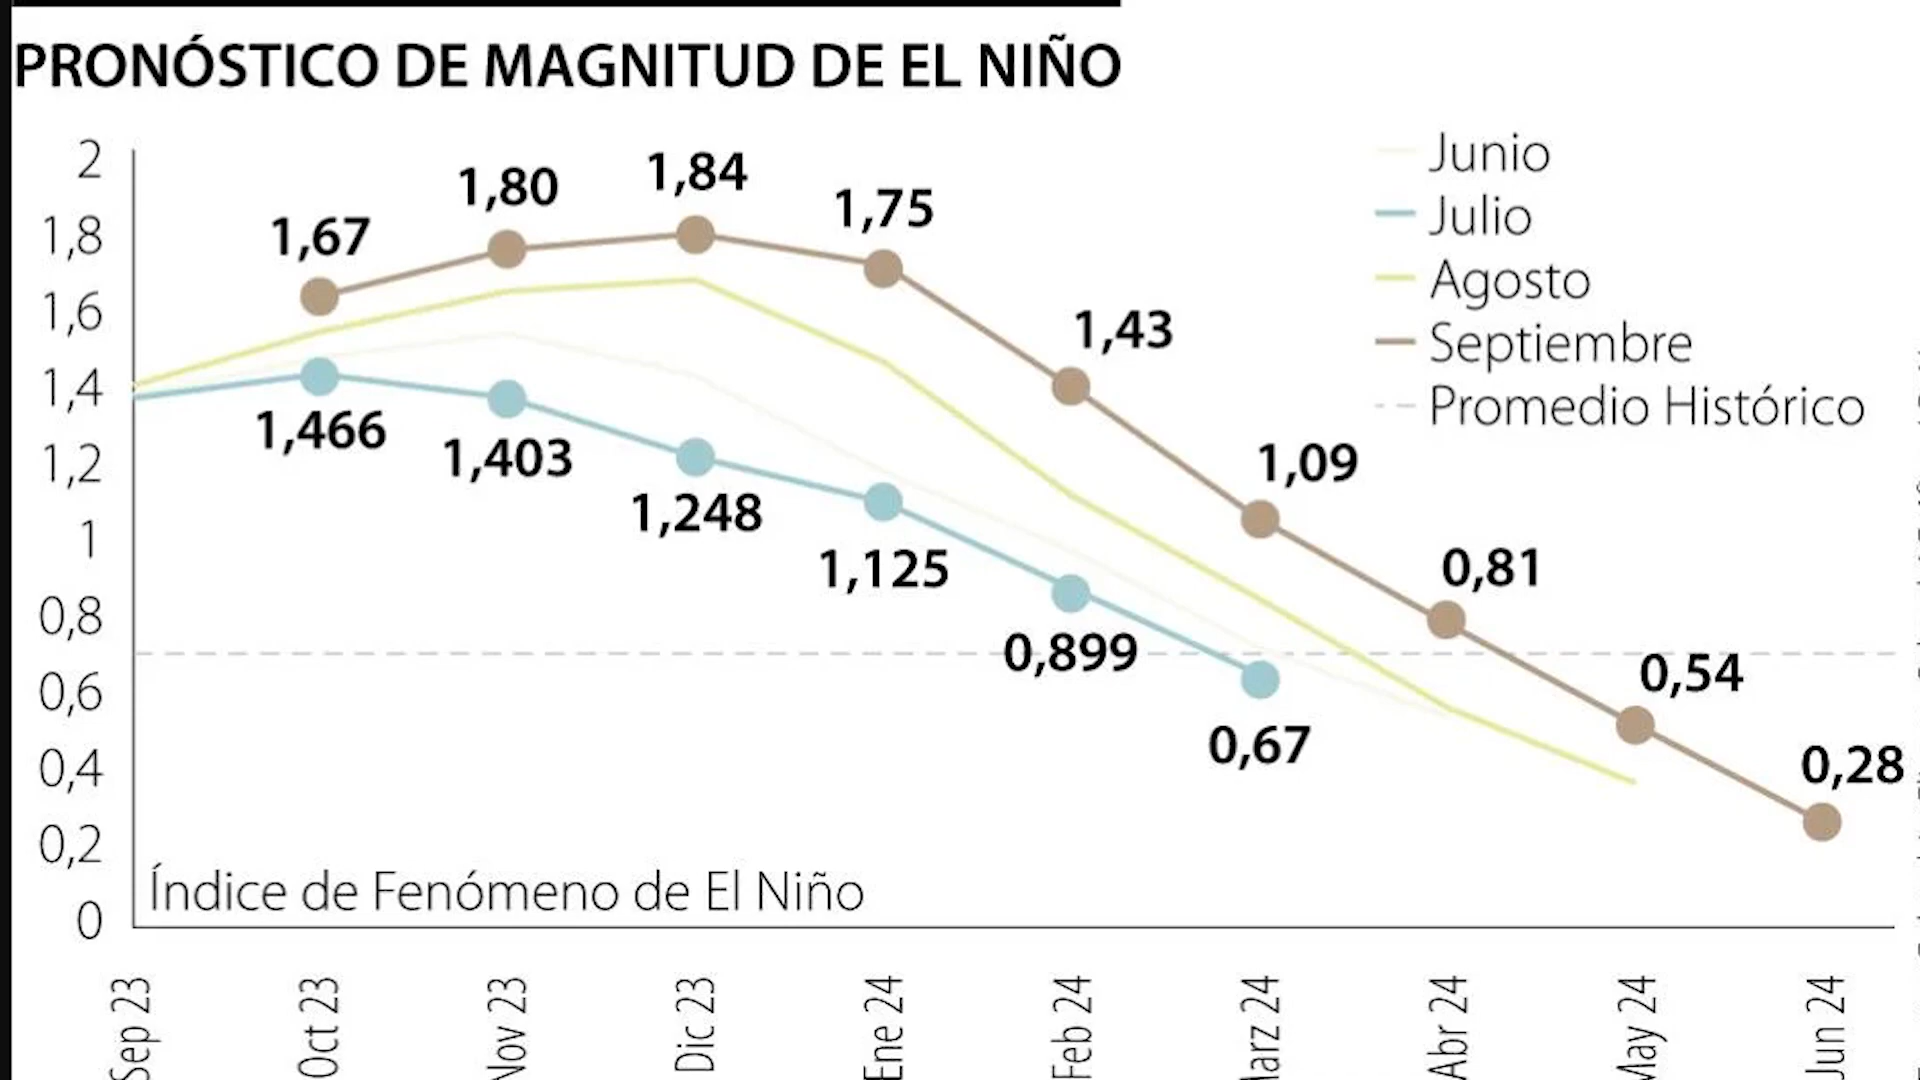 PRONÓSTICO DE MAGNITUD DE EL NIÑO
2
1,8
1,6
1,4
1,2
1
0,8
0,6
0,4
0,2
0
1,67
1,80
1,84
1,75
1,43
1,09
0,81
0,54
0,28
1,466
1,403
1,248
1,125
0,899
0,67
Junio
Julio
Agosto
Septiembre
Promedio Histórico
Índice de Fenómeno de El Niño
Sep 23
Oct 23
Nov 23
Dic 23
Ene 24
Feb 24
Marz 24
Abr 24
May 24
Jun 24